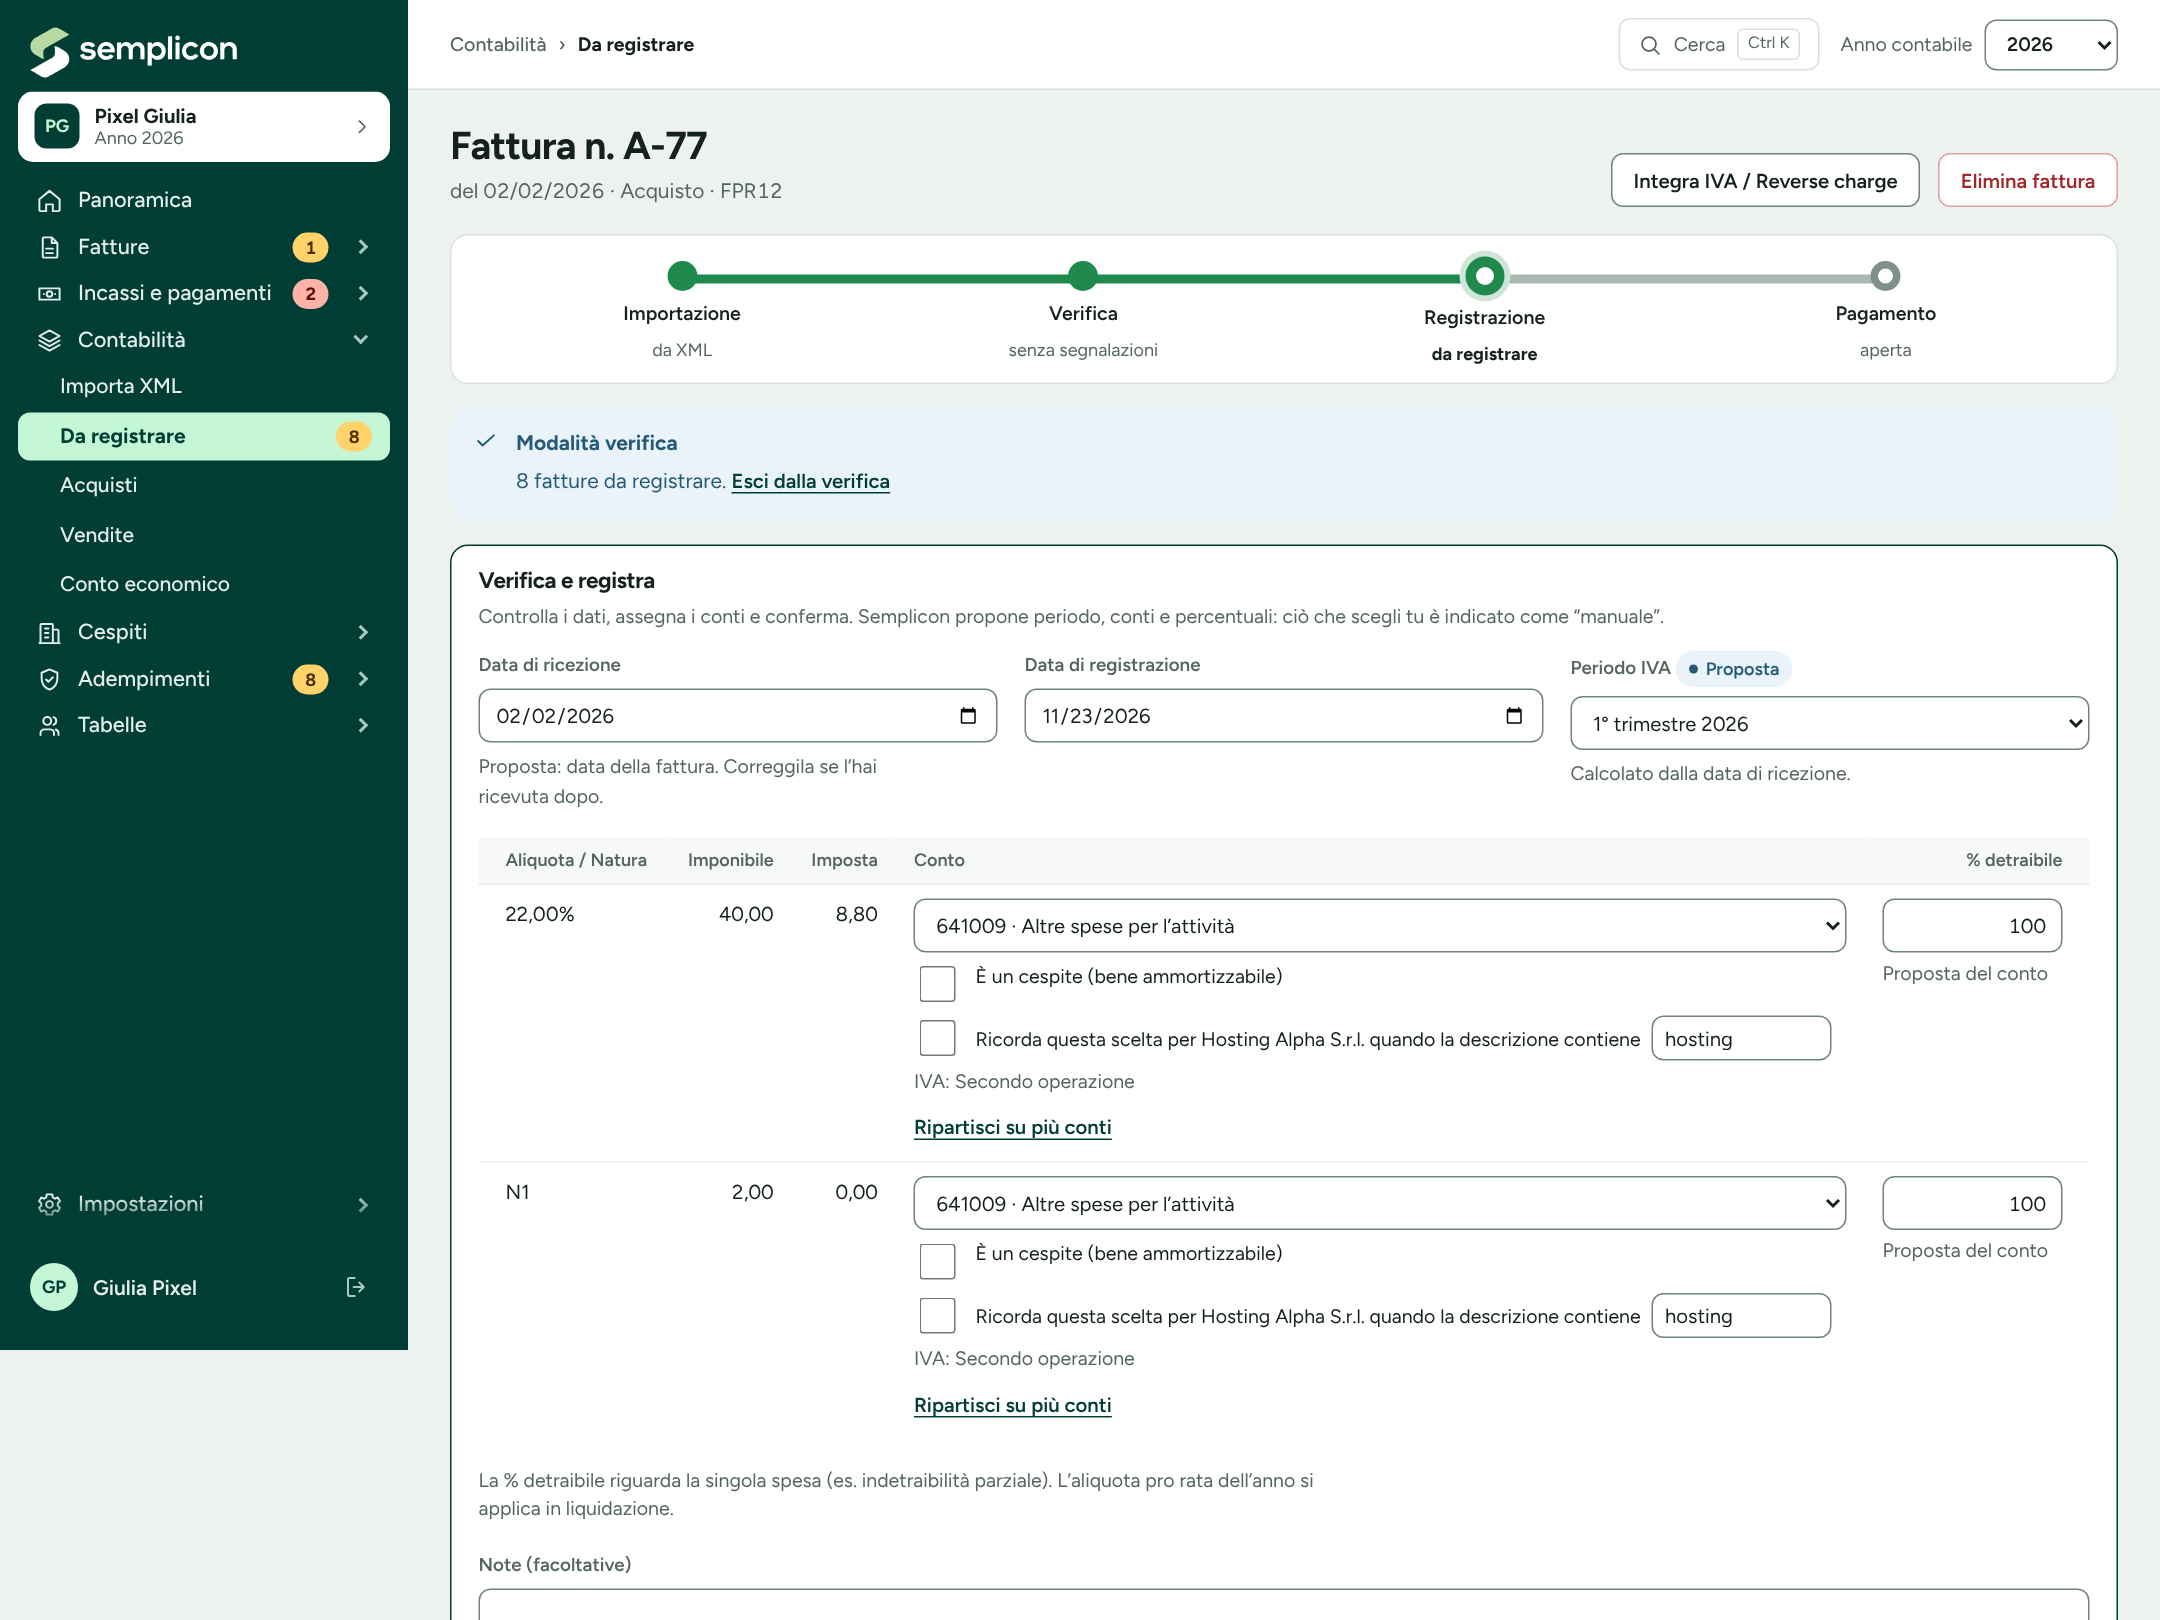 semplicon
PG
Pixel Giulia
Anno 2026
Panoramica
Fatture 1
Incassi e pagamenti 2
Contabilità
Importa XML
Da registrare 8
Acquisti
Vendite
Conto economico
Cespiti
Adempimenti 8
Tabelle
Impostazioni
GP Giulia Pixel
Contabilità › Da registrare
Cerca Ctrl K
Anno contabile 2026
Fattura n. A-77
del 02/02/2026 · Acquisto · FPR12
Integra IVA / Reverse charge
Elimina fattura
Importazione
da XML
Verifica
senza segnalazioni
Registrazione
da registrare
Pagamento
aperta
Modalità verifica
8 fatture da registrare. Esci dalla verifica
Verifica e registra
Controlla i dati, assegna i conti e conferma. Semplicon propone periodo, conti e percentuali: ciò che scegli tu è indicato come “manuale”.
Data di ricezione
02/02/2026
Proposta: data della fattura. Correggila se l’hai
ricevuta dopo.
Data di registrazione
11/23/2026
Periodo IVA Proposta
1° trimestre 2026
Calcolato dalla data di ricezione.
Aliquota / Natura Imponibile Imposta Conto % detraibile
22,00% 40,00 8,80 641009 · Altre spese per l’attività 100
È un cespite (bene ammortizzabile) Proposta del conto
Ricorda questa scelta per Hosting Alpha S.r.l. quando la descrizione contiene hosting
IVA: Secondo operazione
Ripartisci su più conti
N1 2,00 0,00 641009 · Altre spese per l’attività 100
È un cespite (bene ammortizzabile) Proposta del conto
Ricorda questa scelta per Hosting Alpha S.r.l. quando la descrizione contiene hosting
IVA: Secondo operazione
Ripartisci su più conti
La % detraibile riguarda la singola spesa (es. indetraibilità parziale). L’aliquota pro rata dell’anno si
applica in liquidazione.
Note (facoltative)